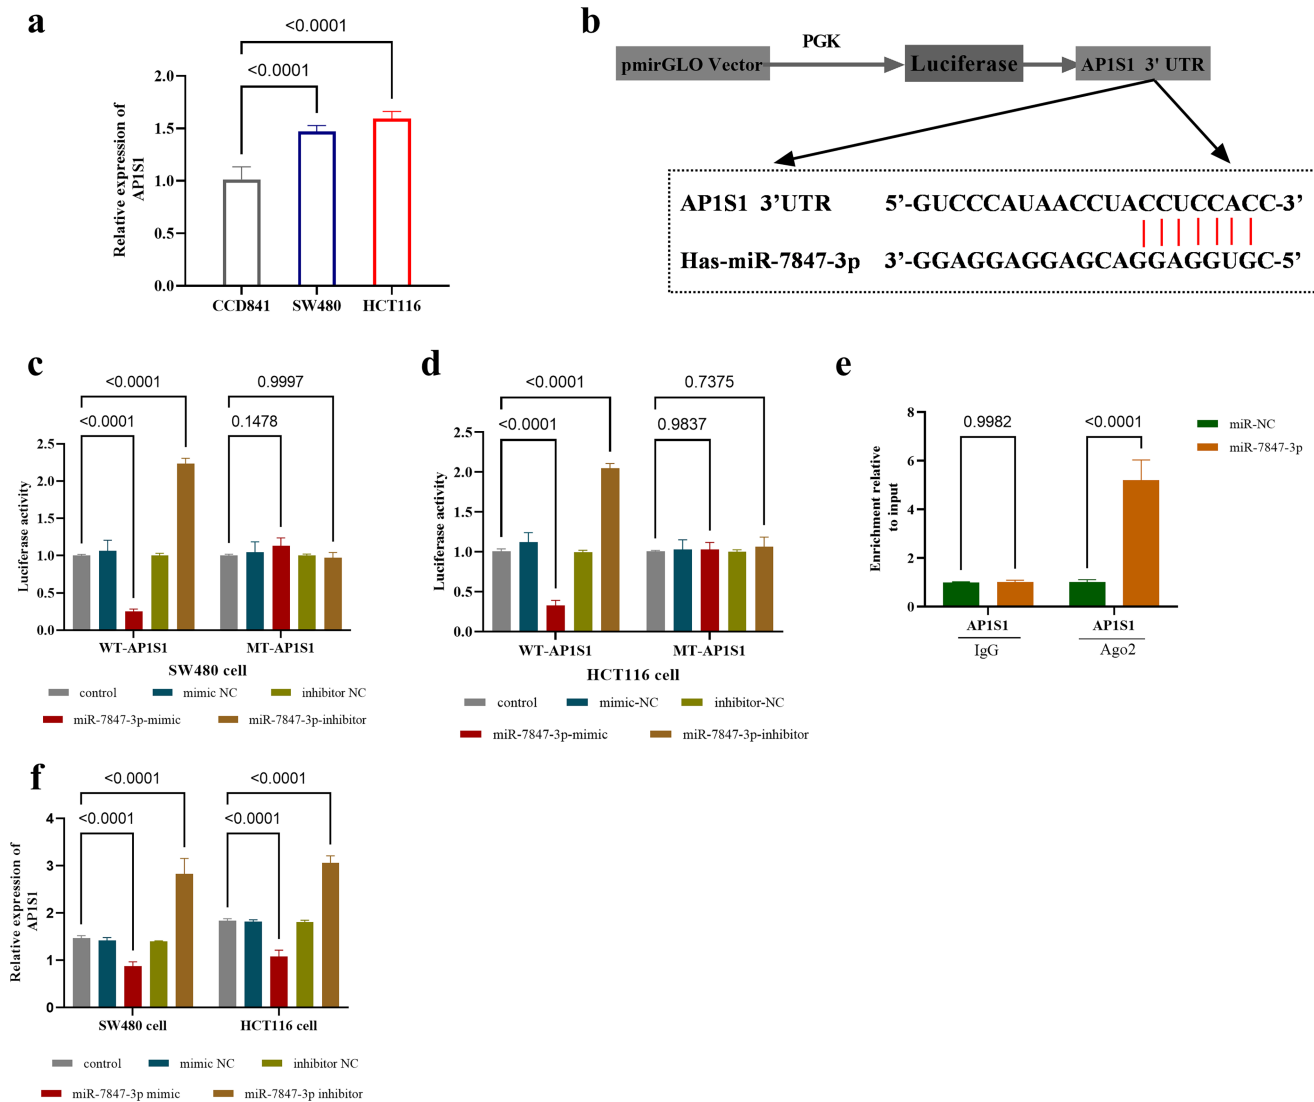 a
<0.0001
<0.0001
Relative expression of
AP1S1
2.0
1.5
1.0
0.5
0.0
CCD841 SW480 HCT116
b
pmirGLO Vector PGK Luciferase AP1S1 3' UTR
AP1S1 3’UTR 5’-GUCCCAUAACCUACCUCCACC-3’
Has-miR-7847-3p 3’-GGAGGAGGAGCAGGAGGUGC-5’
c
<0.0001 0.9997
<0.0001 0.1478
Luciferase activity
2.5
2.0
1.5
1.0
0.5
0.0
WT-AP1S1 MT-AP1S1
SW480 cell
control mimic NC inhibitor NC
miR-7847-3p-mimic miR-7847-3p-inhibitor
d
<0.0001 0.7375
<0.0001 0.9837
Luciferase activity
2.5
2.0
1.5
1.0
0.5
0.0
WT-AP1S1 MT-AP1S1
HCT116 cell
control mimic-NC inhibitor-NC
miR-7847-3p-mimic miR-7847-3p-inhibitor
e
0.9982 <0.0001
miR-NC
miR-7847-3p
Enrichment relative
to input
8
6
4
2
0
AP1S1 AP1S1
IgG Ago2
f
<0.0001 <0.0001
<0.0001 <0.0001
Relative expression of
AP1S1
4
3
2
1
0
SW480 cell HCT116 cell
control mimic NC inhibitor NC
miR-7847-3p mimic miR-7847-3p inhibitor